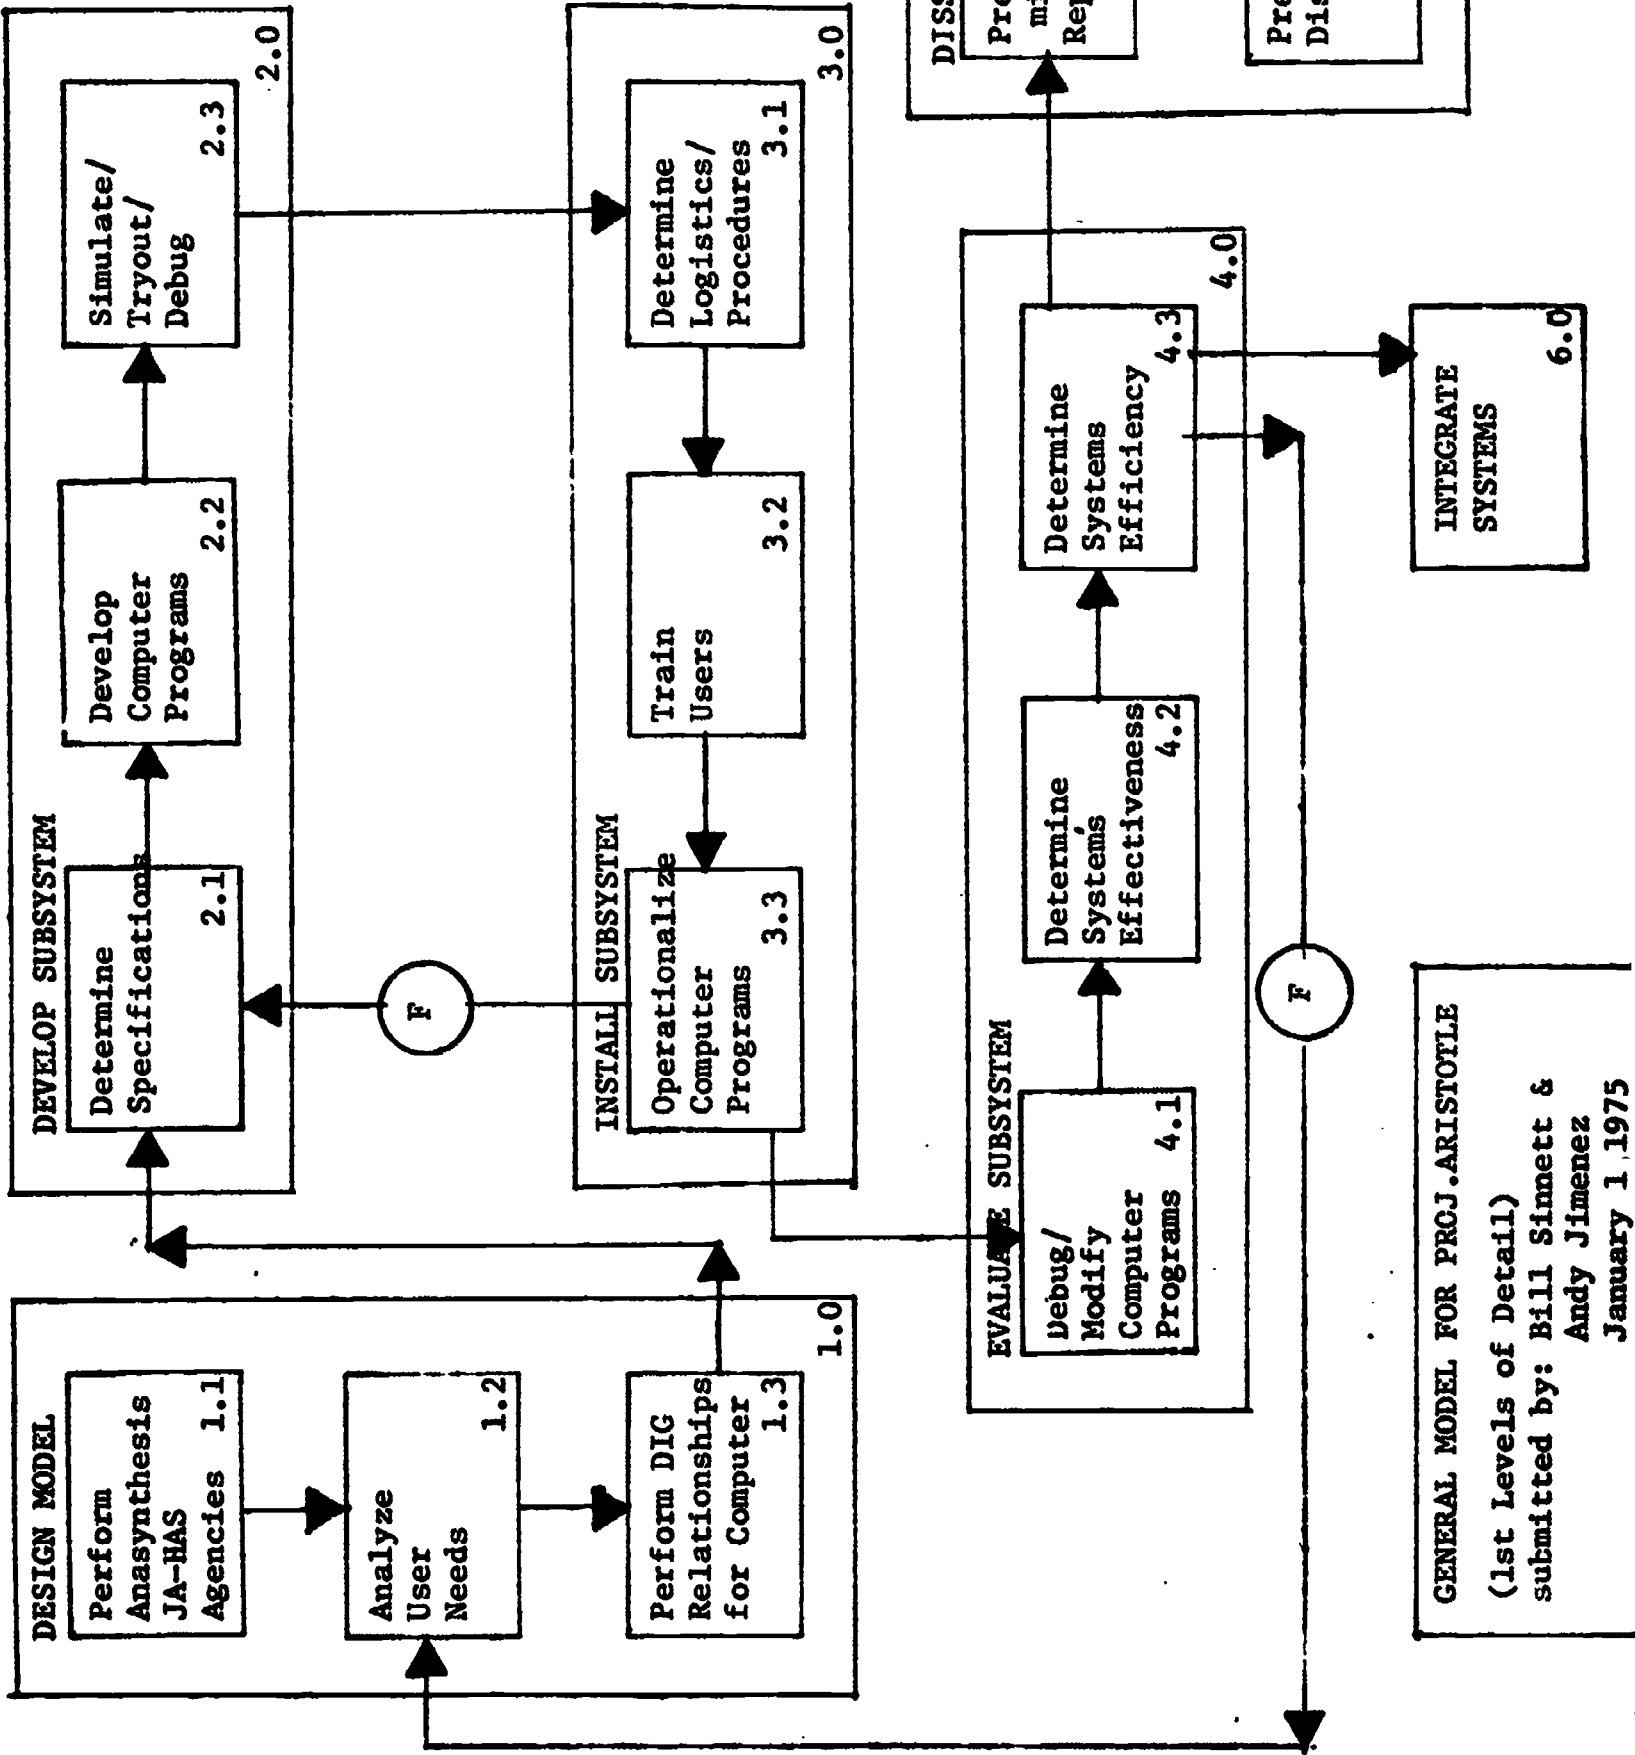 DESIGN MODEL
Perform
Anasynthesis
JA-HAS
Agencies 1.1
Analyze
User
Needs
1.2
Perform DIG
Relationships
for Computer
1.3
1.0
DEVELOP SUBSYSTEM
Determine
Specifications
2.1
Develop
Computer
Programs
2.2
Simulate/
Tryout/
Debug
2.3
2.0
F
INSTALL SUBSYSTEM
Operationalize
Computer
Programs
3.3
Train
Users
3.2
Determine
Logistics/
Procedures
3.1
3.0
EVALUATE SUBSYSTEM
Debug/
Modify
Computer
Programs 4.1
Determine
System's
Effectiveness
4.2
Determine
Systems
Efficiency
4.3
4.0
F
INTEGRATE
SYSTEMS
6.0
GENERAL MODEL FOR PROJ.ARISTOTLE
(1st Levels of Detail)
submitted by: Bill Sinnett &
Andy Jimenez
January 1 1975